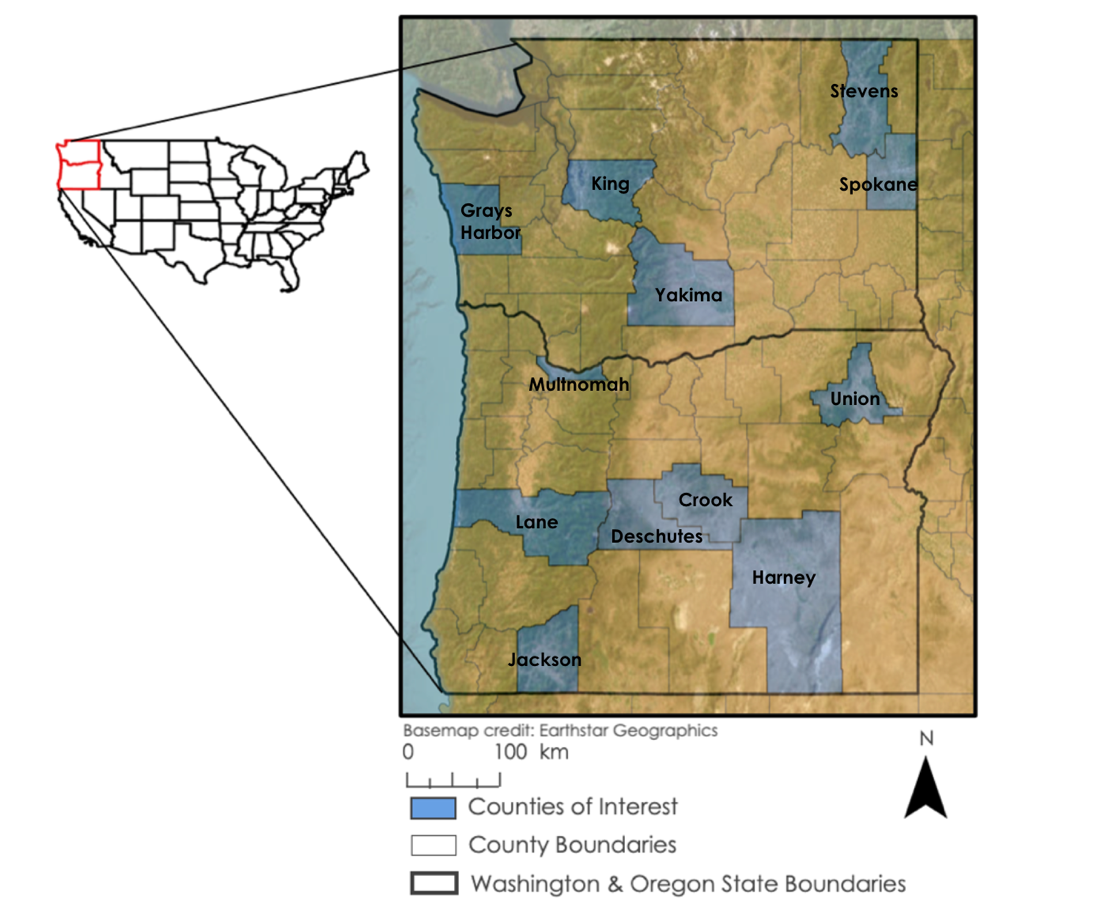 Stevens
King
Spokane
Grays
Harbor
Yakima
Multnomah
Union
Crook
Lane
Deschutes
Harney
Jackson
Basemap credit: Earthstar Geographics
N
0 100 km
Counties of Interest
County Boundaries
Washington & Oregon State Boundaries